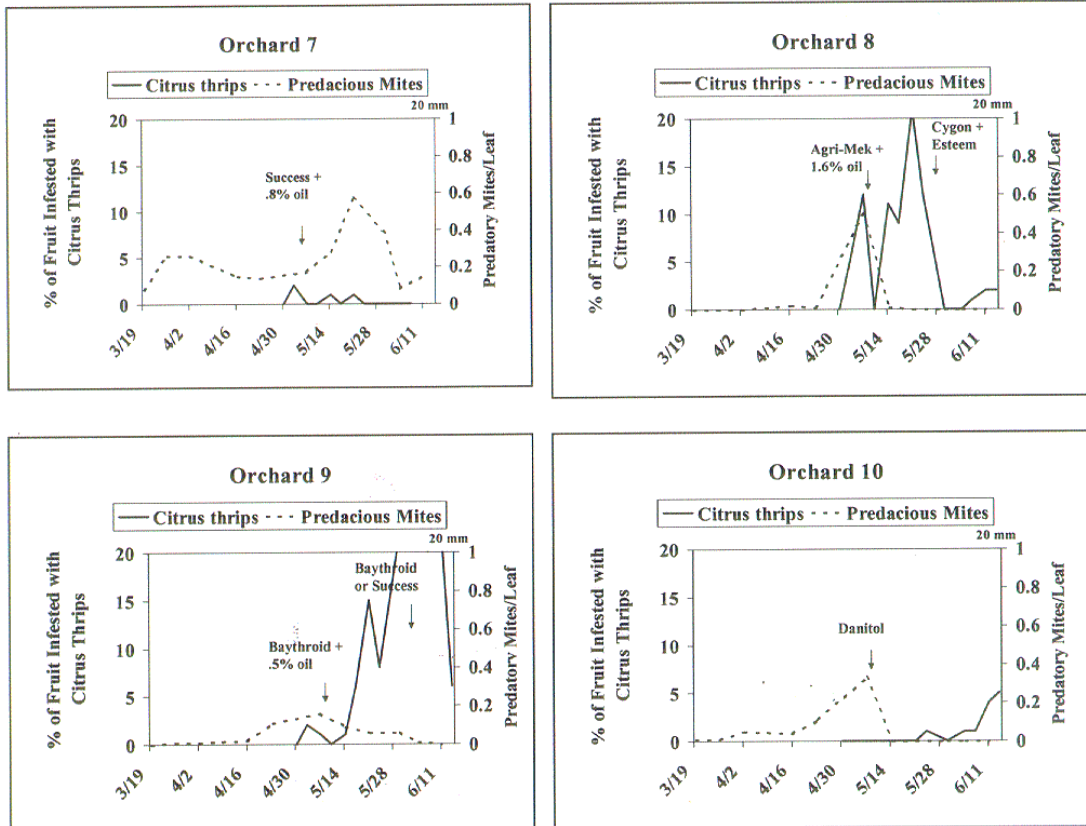 Orchard 7
Citrus thrips Predacious Mites
20 mm
% of Fruit Infested with
Citrus Thrips
20
15
10
5
0
Success +
.8% oil
1
0.8
0.6
0.4
0.2
0
Predatory Mites/Leaf
3/19
4/2
4/16
4/30
5/14
5/28
6/11
Orchard 8
Citrus thrips Predacious Mites
20 mm
% of Fruit Infested with
Citrus Thrips
20
15
10
5
0
Agri-Mek +
1.6% oil
Cygon +
Esteem
1
0.8
0.6
0.4
0.2
0
Predatory Mites/Leaf
3/19
4/2
4/16
4/30
5/14
5/28
6/11
Orchard 9
Citrus thrips Predacious Mites
20 mm
% of Fruit Infested with
Citrus Thrips
20
15
10
5
0
Baythroid
or Success
Baythroid +
.5% oil
1
0.8
0.6
0.4
0.2
0
Predatory Mites/Leaf
3/19
4/2
4/16
4/30
5/14
5/28
6/11
Orchard 10
Citrus thrips Predacious Mites
20 mm
% of Fruit Infested with
Citrus Thrips
20
15
10
5
0
Danitol
1
0.8
0.6
0.4
0.2
0
Predatory Mites/Leaf
3/19
4/2
4/16
4/30
5/14
5/28
6/11